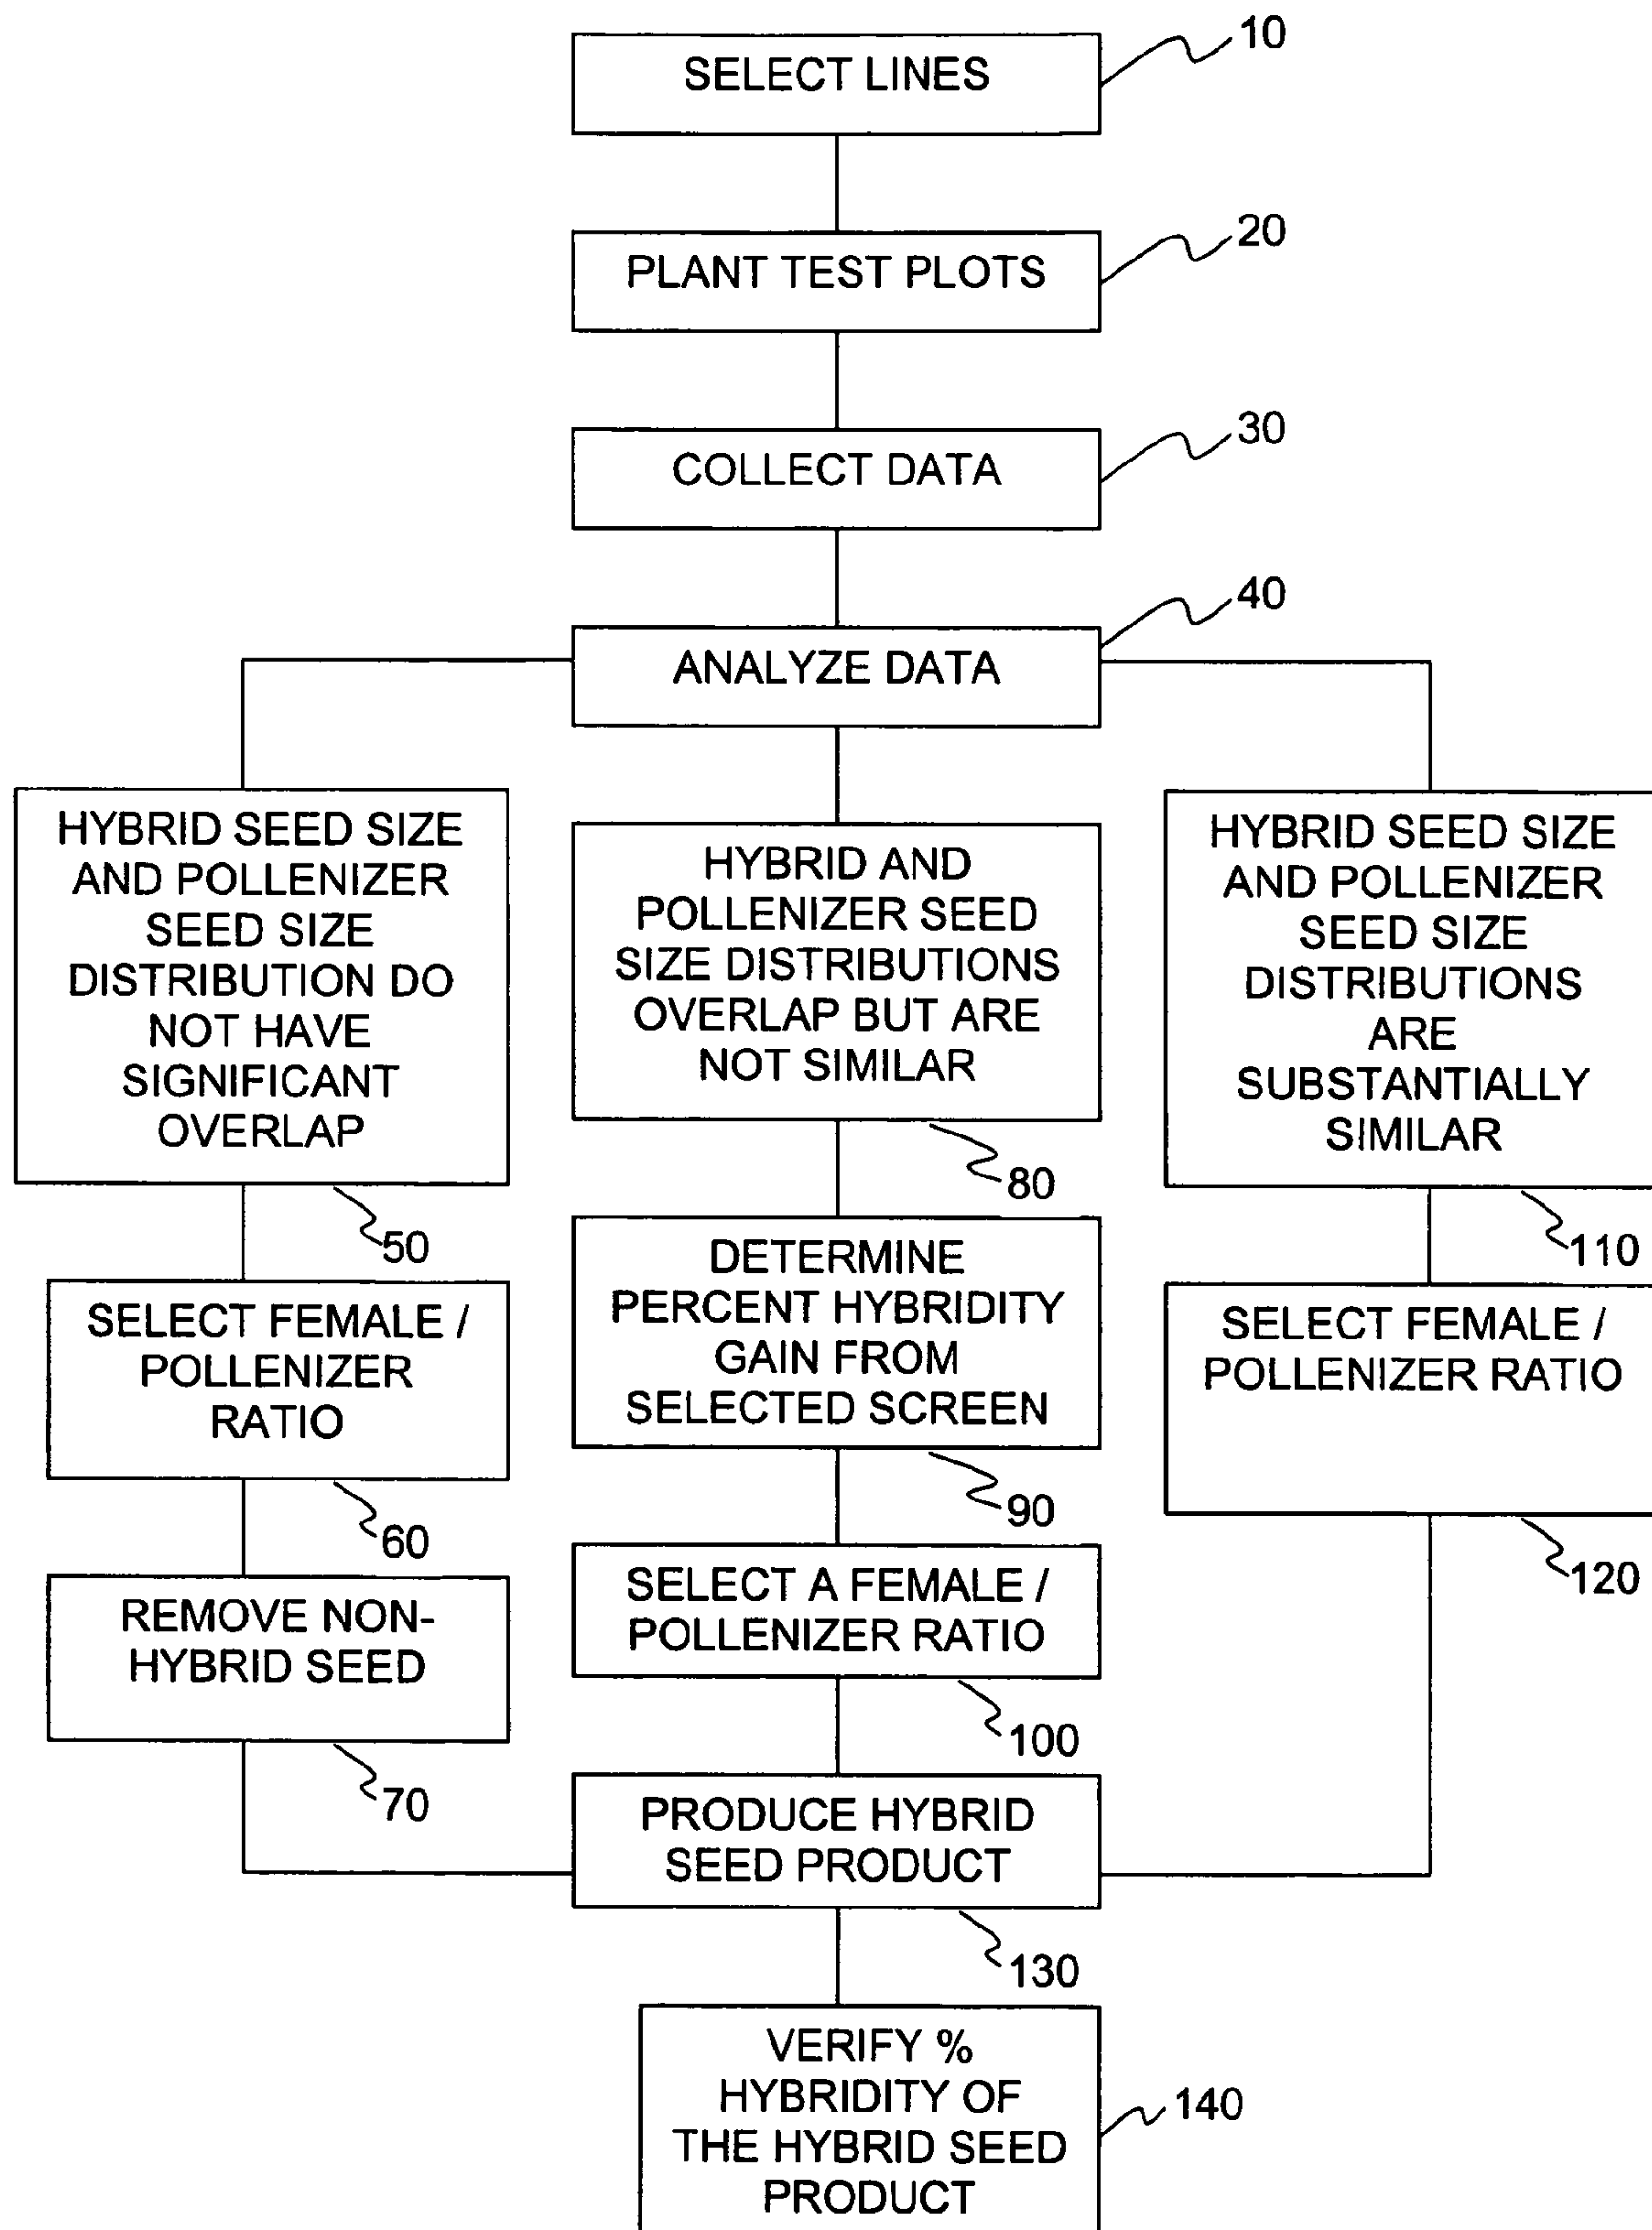 SELECT LINES
10
PLANT TEST PLOTS
20
COLLECT DATA
30
ANALYZE DATA
40
HYBRID SEED SIZE
AND POLLENIZER
SEED SIZE
DISTRIBUTION DO
NOT HAVE
SIGNIFICANT
OVERLAP
50
SELECT FEMALE /
POLLENIZER
RATIO
60
REMOVE NON-
HYBRID SEED
70
HYBRID AND
POLLENIZER SEED
SIZE DISTRIBUTIONS
OVERLAP BUT ARE
NOT SIMILAR
80
DETERMINE
PERCENT HYBRIDITY
GAIN FROM
SELECTED SCREEN
90
SELECT A FEMALE /
POLLENIZER RATIO
100
HYBRID SEED SIZE
AND POLLENIZER
SEED SIZE
DISTRIBUTIONS
ARE
SUBSTANTIALLY
SIMILAR
110
SELECT FEMALE /
POLLENIZER RATIO
120
PRODUCE HYBRID
SEED PRODUCT
130
VERIFY %
HYBRIDITY OF
THE HYBRID SEED
PRODUCT
140